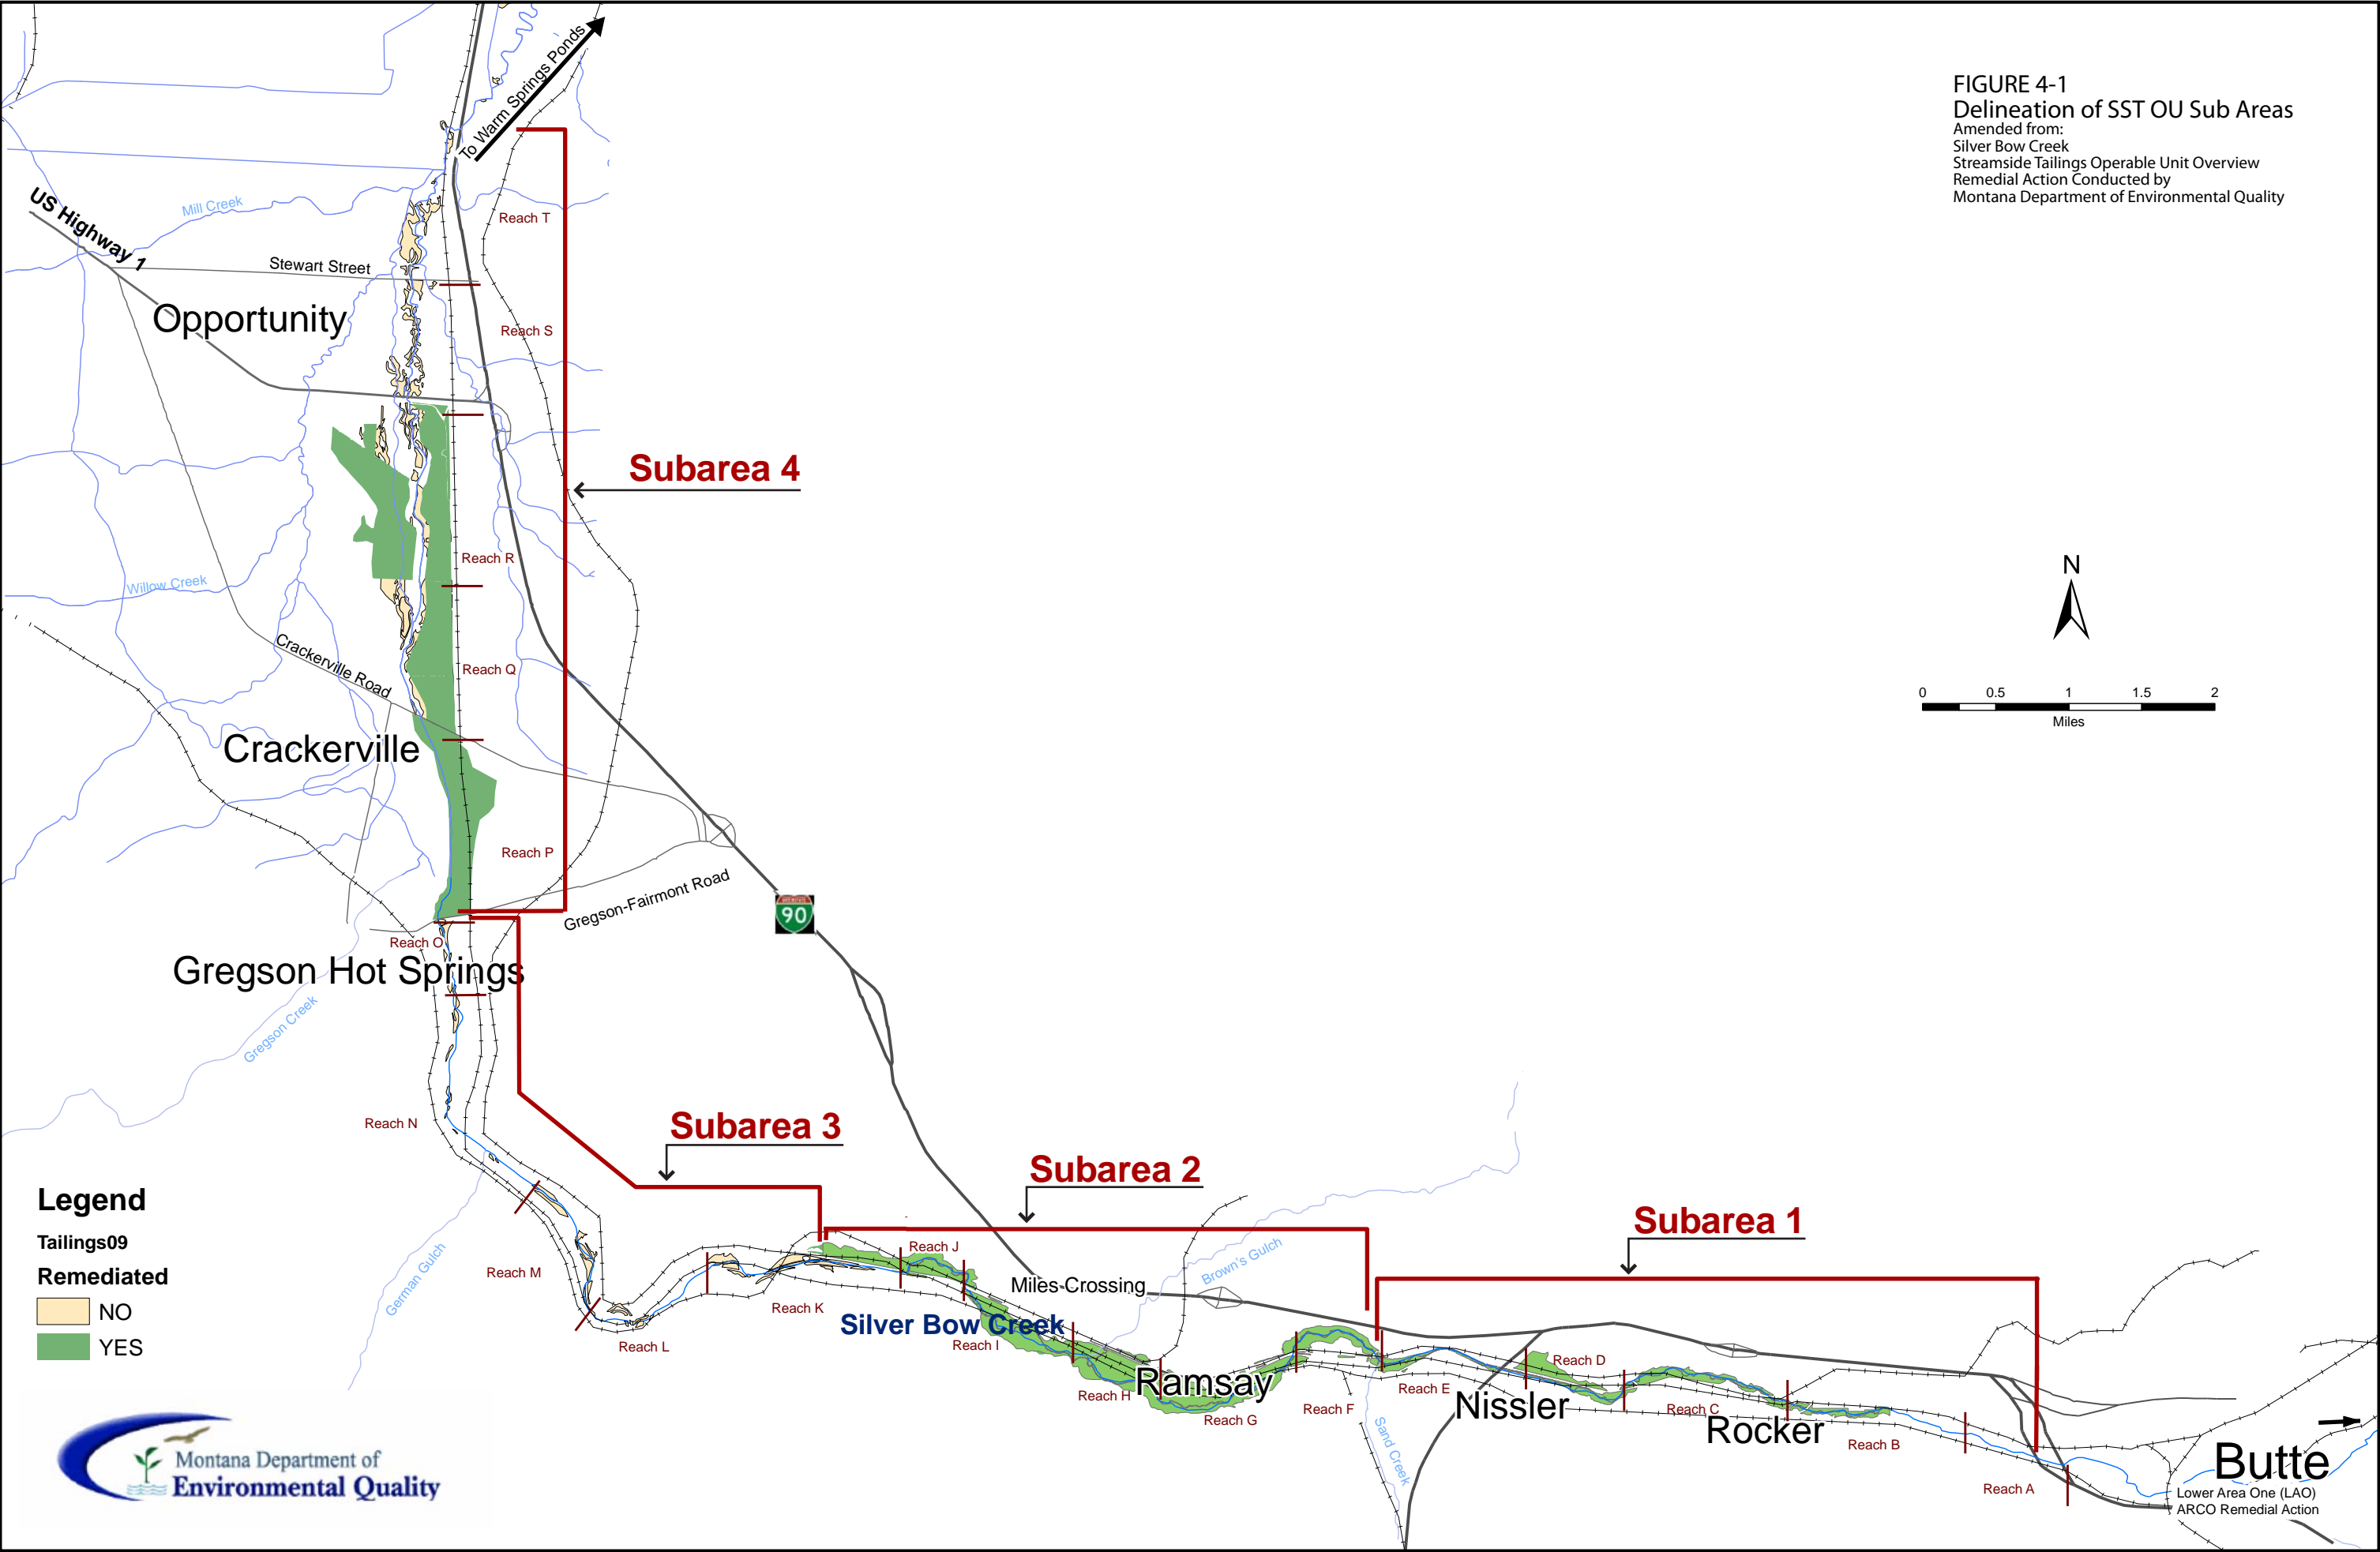 FIGURE 4-1
Delineation of SST OU Sub Areas
Amended from:
Silver Bow Creek
Streamside Tailings Operable Unit Overview
Remedial Action Conducted by
Montana Department of Environmental Quality
To Warm Springs Ponds
US Highway 1
Mill Creek
Stewart Street
Reach T
Opportunity
Reach S
Subarea 4
Reach R
Willow Creek
Crackerville Road
Reach Q
Crackerville
Reach P
Gregson-Fairmont Road
90
Reach O
Gregson Hot Springs
Gregson Creek
Reach N
N
0 0.5 1 1.5 2
Miles
Subarea 3
Subarea 2
Subarea 1
Reach M
German Gulch
Reach L
Reach K
Reach J
Miles Crossing
Brown's Gulch
Silver Bow Creek
Reach I
Reach H
Ramsay
Reach G
Reach F
Sand Creek
Reach E
Nissler
Reach D
Reach C
Rocker
Reach B
Reach A
Butte
Lower Area One (LAO)
ARCO Remedial Action
Legend
Tailings09
Remediated
NO
YES
Montana Department of
Environmental Quality